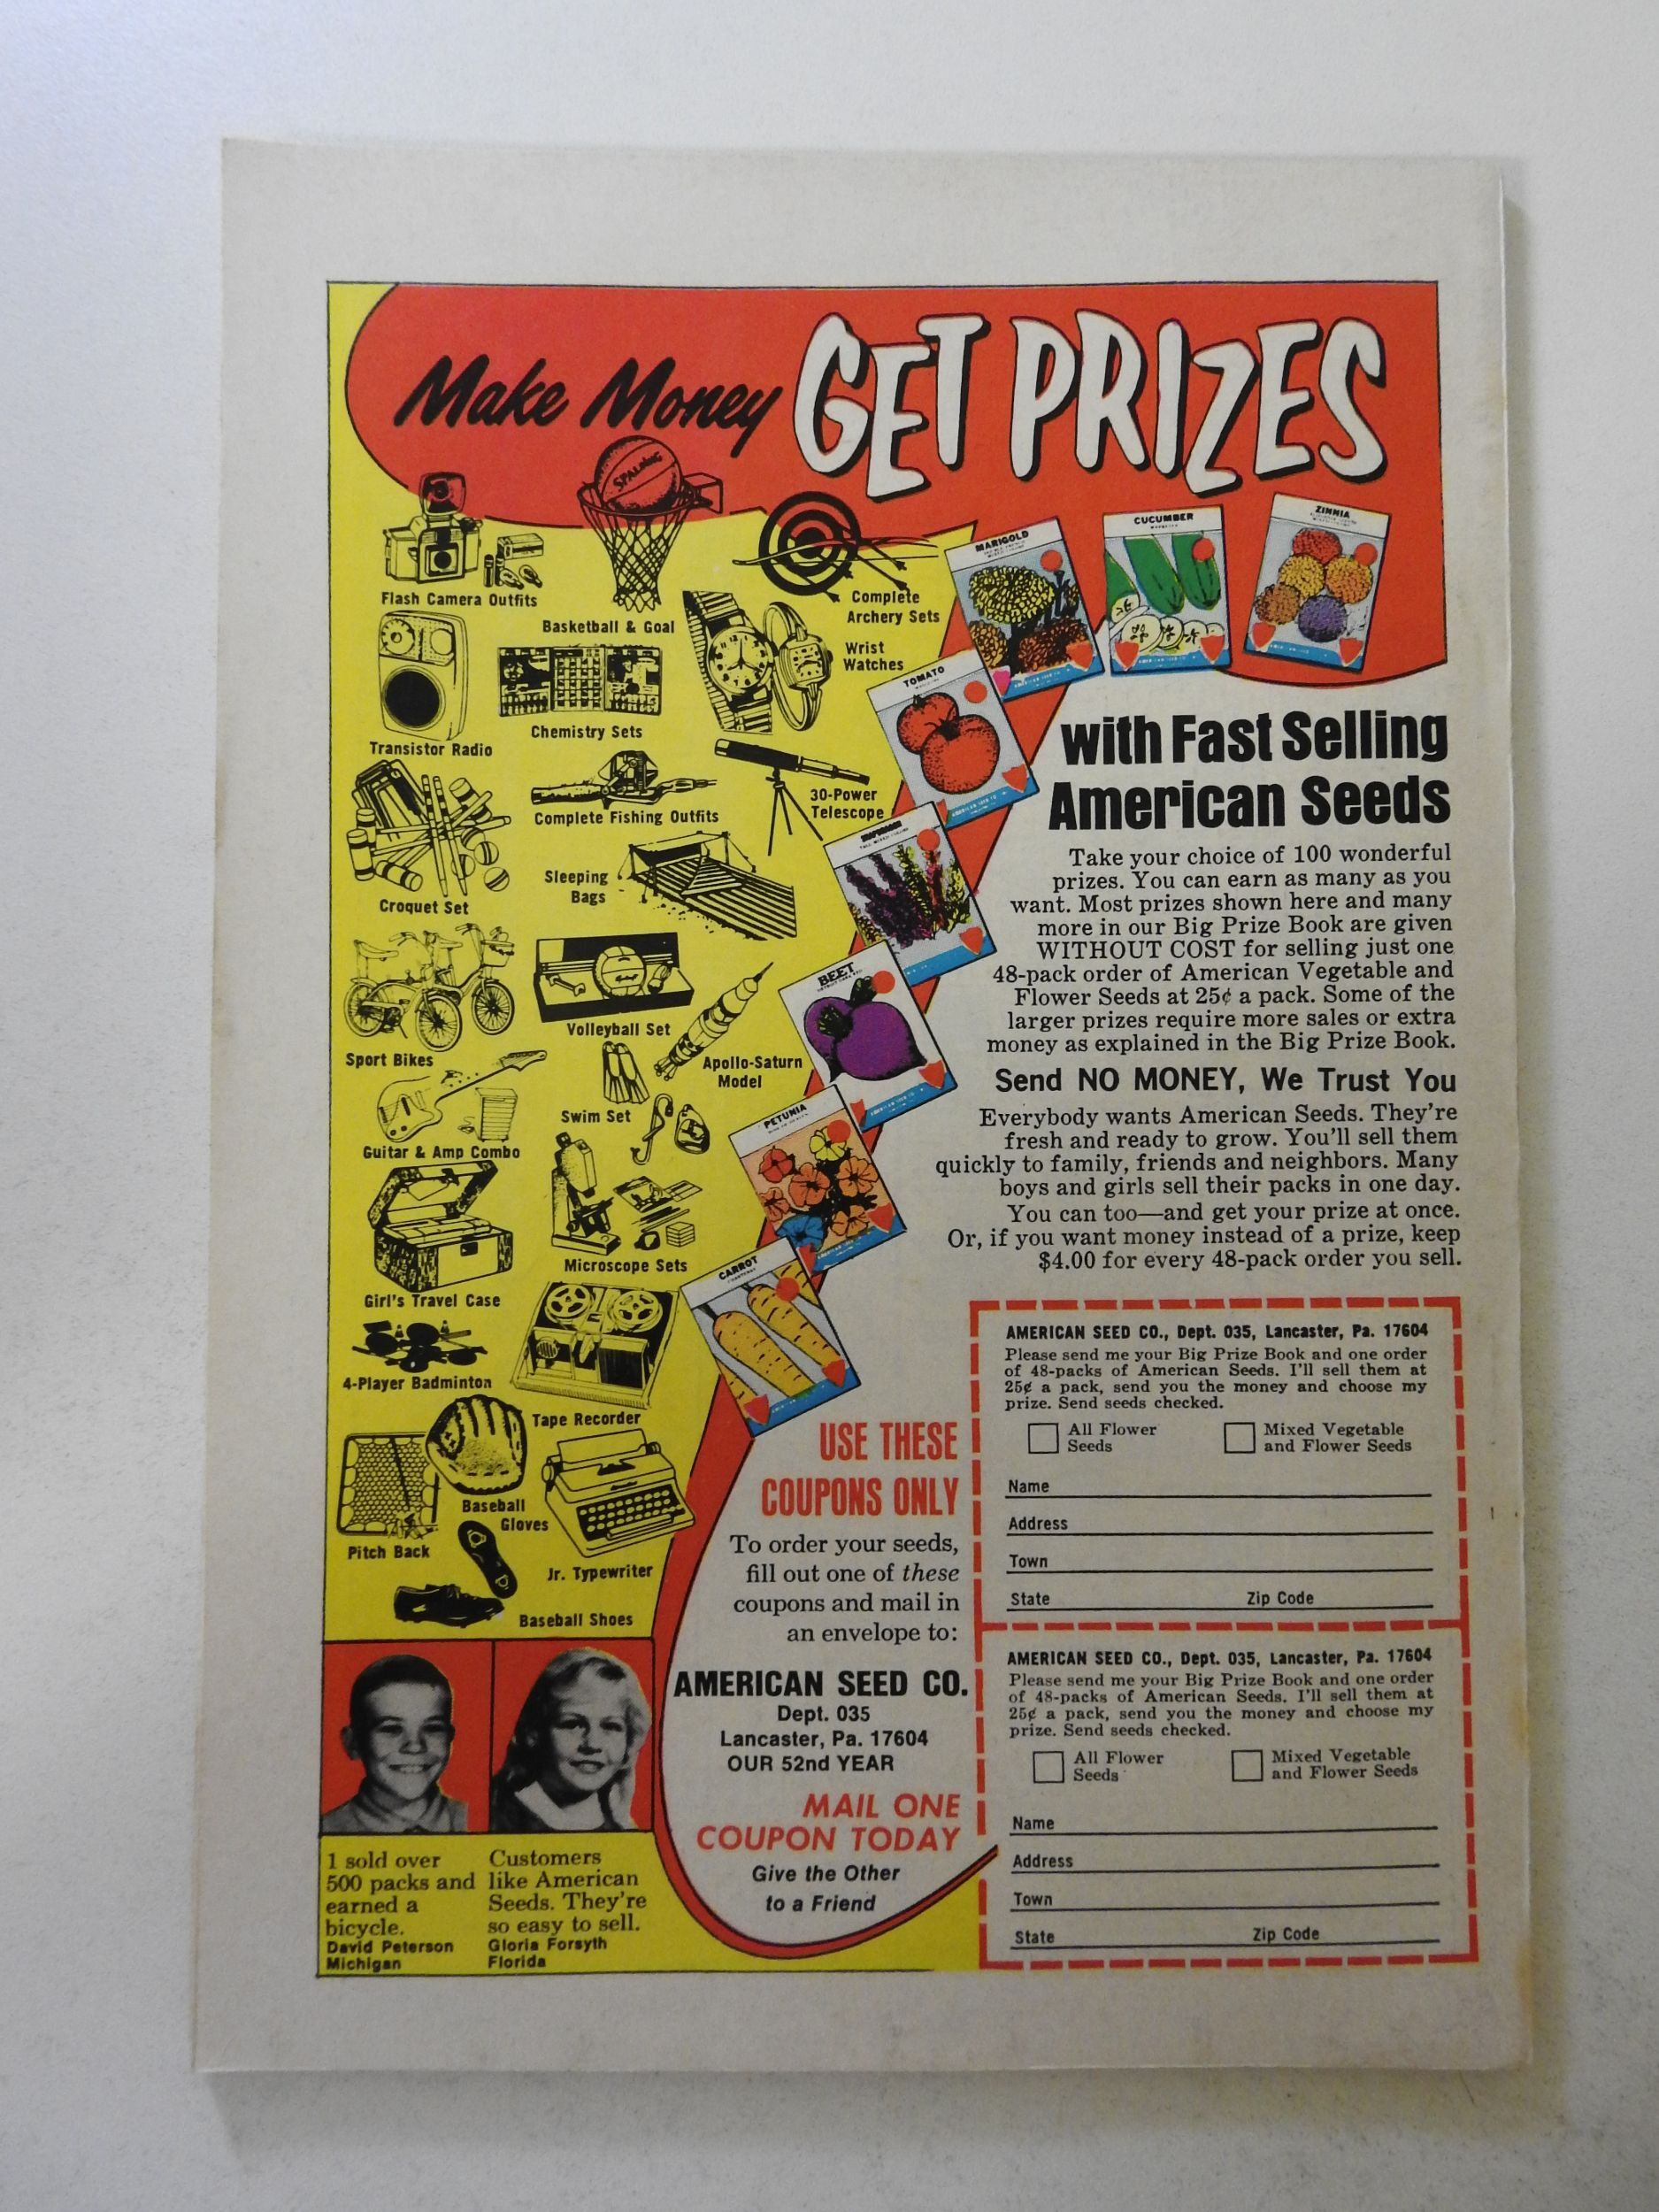 Make Money GET PRIZES
SPALDING
Flash Camera Outfits
Basketball & Goal
Complete
Archery Sets
Wrist
Watches
Transistor Radio
Chemistry Sets
30-Power
Telescope
Complete Fishing Outfits
Croquet Set
Sleeping
Bags
Sport Bikes
Volleyball Set
Apollo-Saturn
Model
Swim Set
Guitar & Amp Combo
Microscope Sets
Girl's Travel Case
4-Player Badminton
Tape Recorder
Baseball
Gloves
Pitch Back
Jr. Typewriter
Baseball Shoes
MARIGOLD
CUCUMBER
ZINNIA
TOMATO
BEET
PETUNIA
CARROT
with Fast Selling
American Seeds
Take your choice of 100 wonderful
prizes. You can earn as many as you
want. Most prizes shown here and many
more in our Big Prize Book are given
WITHOUT COST for selling just one
48-pack order of American Vegetable and
Flower Seeds at 25¢ a pack. Some of the
larger prizes require more sales or extra
money as explained in the Big Prize Book.
Send NO MONEY, We Trust You
Everybody wants American Seeds. They're
fresh and ready to grow. You'll sell them
quickly to family, friends and neighbors. Many
boys and girls sell their packs in one day.
You can too—and get your prize at once.
Or, if you want money instead of a prize, keep
$4.00 for every 48-pack order you sell.
USE THESE
COUPONS ONLY
To order your seeds,
fill out one of these
coupons and mail in
an envelope to:
AMERICAN SEED CO.
Dept. 035
Lancaster, Pa. 17604
OUR 52nd YEAR
MAIL ONE
COUPON TODAY
Give the Other
to a Friend
AMERICAN SEED CO., Dept. 035, Lancaster, Pa. 17604
Please send me your Big Prize Book and one order
of 48-packs of American Seeds. I'll sell them at
25¢ a pack, send you the money and choose my
prize. Send seeds checked.
All Flower
Seeds
Mixed Vegetable
and Flower Seeds
Name
Address
Town
State Zip Code
AMERICAN SEED CO., Dept. 035, Lancaster, Pa. 17604
Please send me your Big Prize Book and one order
of 48-packs of American Seeds. I'll sell them at
25¢ a pack, send you the money and choose my
prize. Send seeds checked.
All Flower
Seeds
Mixed Vegetable
and Flower Seeds
Name
Address
Town
State Zip Code
I sold over
500 packs and
earned a
bicycle.
David Peterson
Michigan
Customers
like American
Seeds. They're
so easy to sell.
Gloria Forsyth
Florida